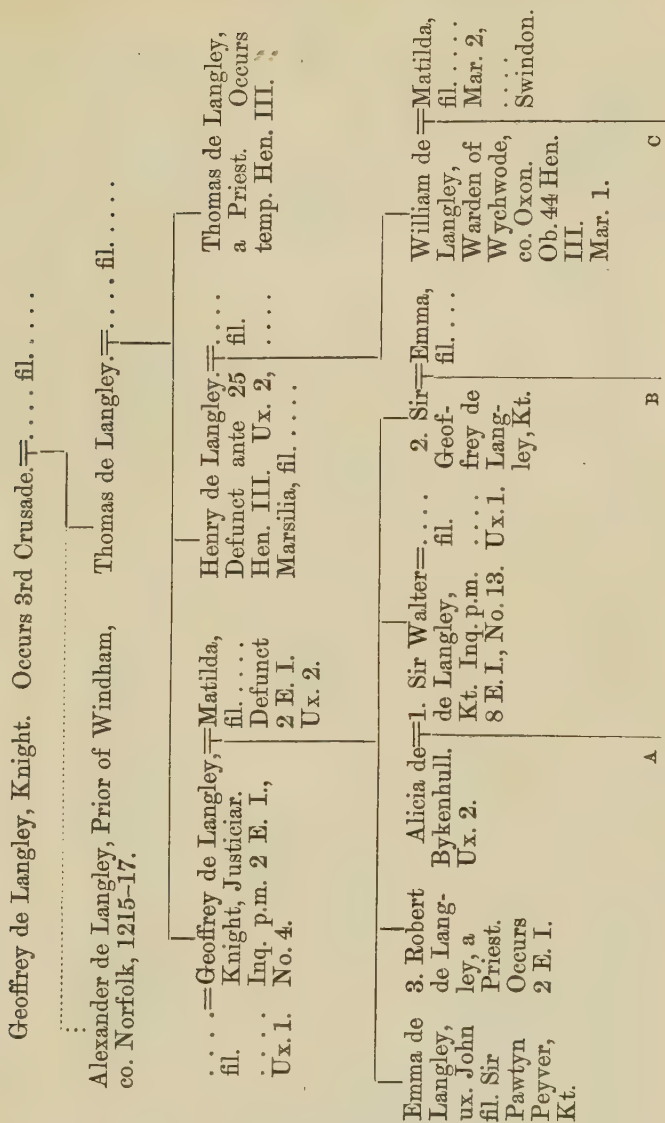 Geoffrey de Langley, Knight. Occurs 3rd Crusade.=.... fil.....
Alexander de Langley, Prior of Windham,
co. Norfolk, 1215–17.
Thomas de Langley.=.... fil.....
....=Geoffrey de Langley,=Matilda,
fil. Knight, Justiciar. fil.....
.... Inq. p.m. 2 E. I., Defunct
Ux. 1. No. 4. 2 E. I.
Ux. 2.
Henry de Langley.=....
Defunct ante 25 fil.
Hen. III. Ux. 2, ....
Marsilia, fil.....
Thomas de Langley,
a Priest. Occurs
temp. Hen. III.
Emma de
Langley,
ux. John
fil. Sir
Pawtyn
Peyver,
Kt.
3. Robert
de Lang-
ley, a
Priest.
Occurs
2 E. I.
Alicia de=1. Sir Walter=....
Bykenhull. de Langley, fil.
Ux. 2. Kt. Inq. p.m. ....
8 E. I., No. 13. Ux. 1.
2. Sir=Emma,
Geof- fil....
frey de
Lang-
ley, Kt.
William de=Matilda,
Langley, fil.....
Warden of Mar. 2,
Wychwode, ....
co. Oxon. Swindon.
Ob. 44 Hen.
III.
Mar. 1.
A
B
C